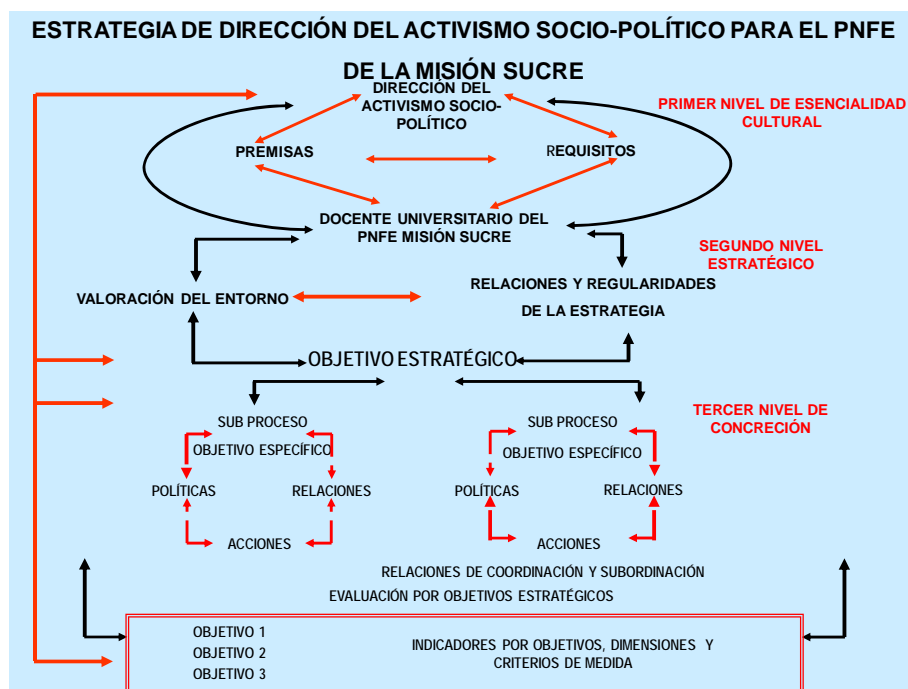 ESTRATEGIA DE DIRECCIÓN DEL ACTIVISMO SOCIO-POLÍTICO PARA EL PNFE
DE LA MISIÓN SUCRE
DIRECCIÓN DEL
ACTIVISMO SOCIO-
POLÍTICO
PRIMER NIVEL DE ESENCIALIDAD
CULTURAL
PREMISAS
REQUISITOS
DOCENTE UNIVERSITARIO DEL
PNFE MISIÓN SUCRE
SEGUNDO NIVEL
ESTRATÉGICO
VALORACIÓN DEL ENTORNO
RELACIONES Y REGULARIDADES
DE LA ESTRATEGIA
OBJETIVO ESTRATÉGICO
TERCER NIVEL DE
CONCRECIÓN
SUB PROCESO
OBJETIVO ESPECÍFICO
POLÍTICAS
RELACIONES
ACCIONES
SUB PROCESO
OBJETIVO ESPECÍFICO
POLÍTICAS
RELACIONES
ACCIONES
RELACIONES DE COORDINACIÓN Y SUBORDINACIÓN
EVALUACIÓN POR OBJETIVOS ESTRATÉGICOS
OBJETIVO 1
OBJETIVO 2
OBJETIVO 3
INDICADORES POR OBJETIVOS, DIMENSIONES Y
CRITERIOS DE MEDIDA